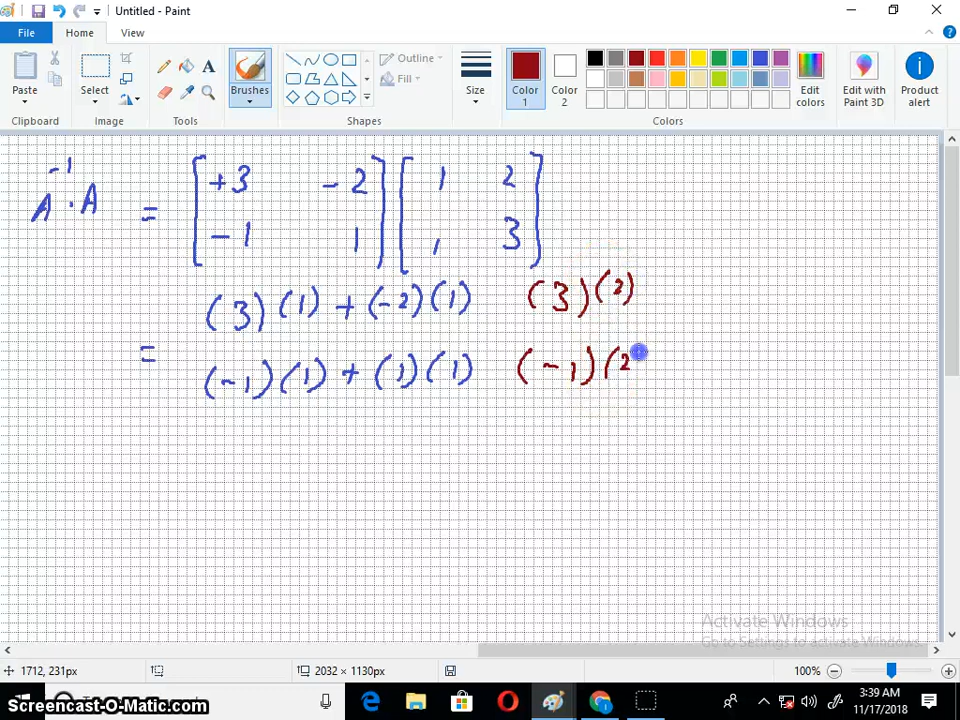 Untitled - Paint
File Home View
Paste Select Brushes Size Color 1 Color 2 Edit colors Edit with Paint 3D Product alert
Outline
Fill
Clipboard Image Tools Shapes Colors
A⁻¹ · A = [ +3 -2 ] [ 1 2 ]
[ -1 1 ] [ 1 3 ]
(3)(1) + (-2)(1) (3)(2)
=
(-1)(1) + (1)(1) (-1)(2
Activate Windows
Go to Settings to activate Windows.
1712, 231px 2032 × 1130px 100%
3:39 AM
11/17/2018
Screencast-O-Matic.com